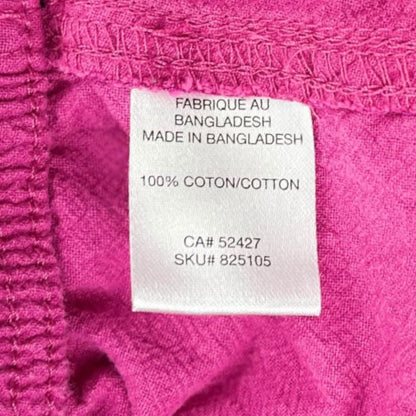 FABRIQUE AU
BANGLADESH
MADE IN BANGLADESH
100% COTON/COTTON
CA# 52427
SKU# 825105